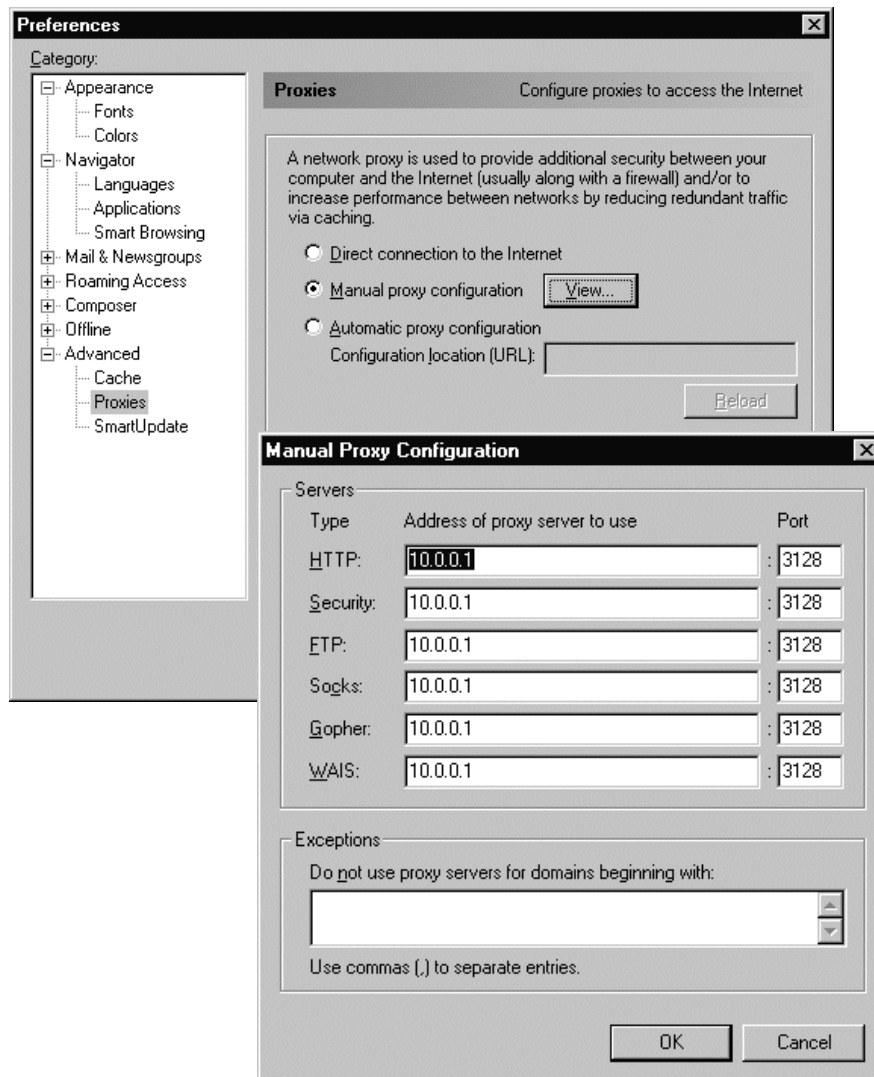 Preferences
Category:
Appearance
Fonts
Colors
Navigator
Languages
Applications
Smart Browsing
Mail & Newsgroups
Roaming Access
Composer
Offline
Advanced
Cache
Proxies
SmartUpdate
Proxies Configure proxies to access the Internet
A network proxy is used to provide additional security between your
computer and the Internet (usually along with a firewall) and/or to
increase performance between networks by reducing redundant traffic
via caching.
Direct connection to the Internet
Manual proxy configuration View...
Automatic proxy configuration
Configuration location (URL):
Reload
Manual Proxy Configuration
Servers
Type Address of proxy server to use Port
HTTP: 10.0.0.1 : 3128
Security: 10.0.0.1 : 3128
FTP: 10.0.0.1 : 3128
Socks: 10.0.0.1 : 3128
Gopher: 10.0.0.1 : 3128
WAIS: 10.0.0.1 : 3128
Exceptions
Do not use proxy servers for domains beginning with:
Use commas (,) to separate entries.
OK Cancel